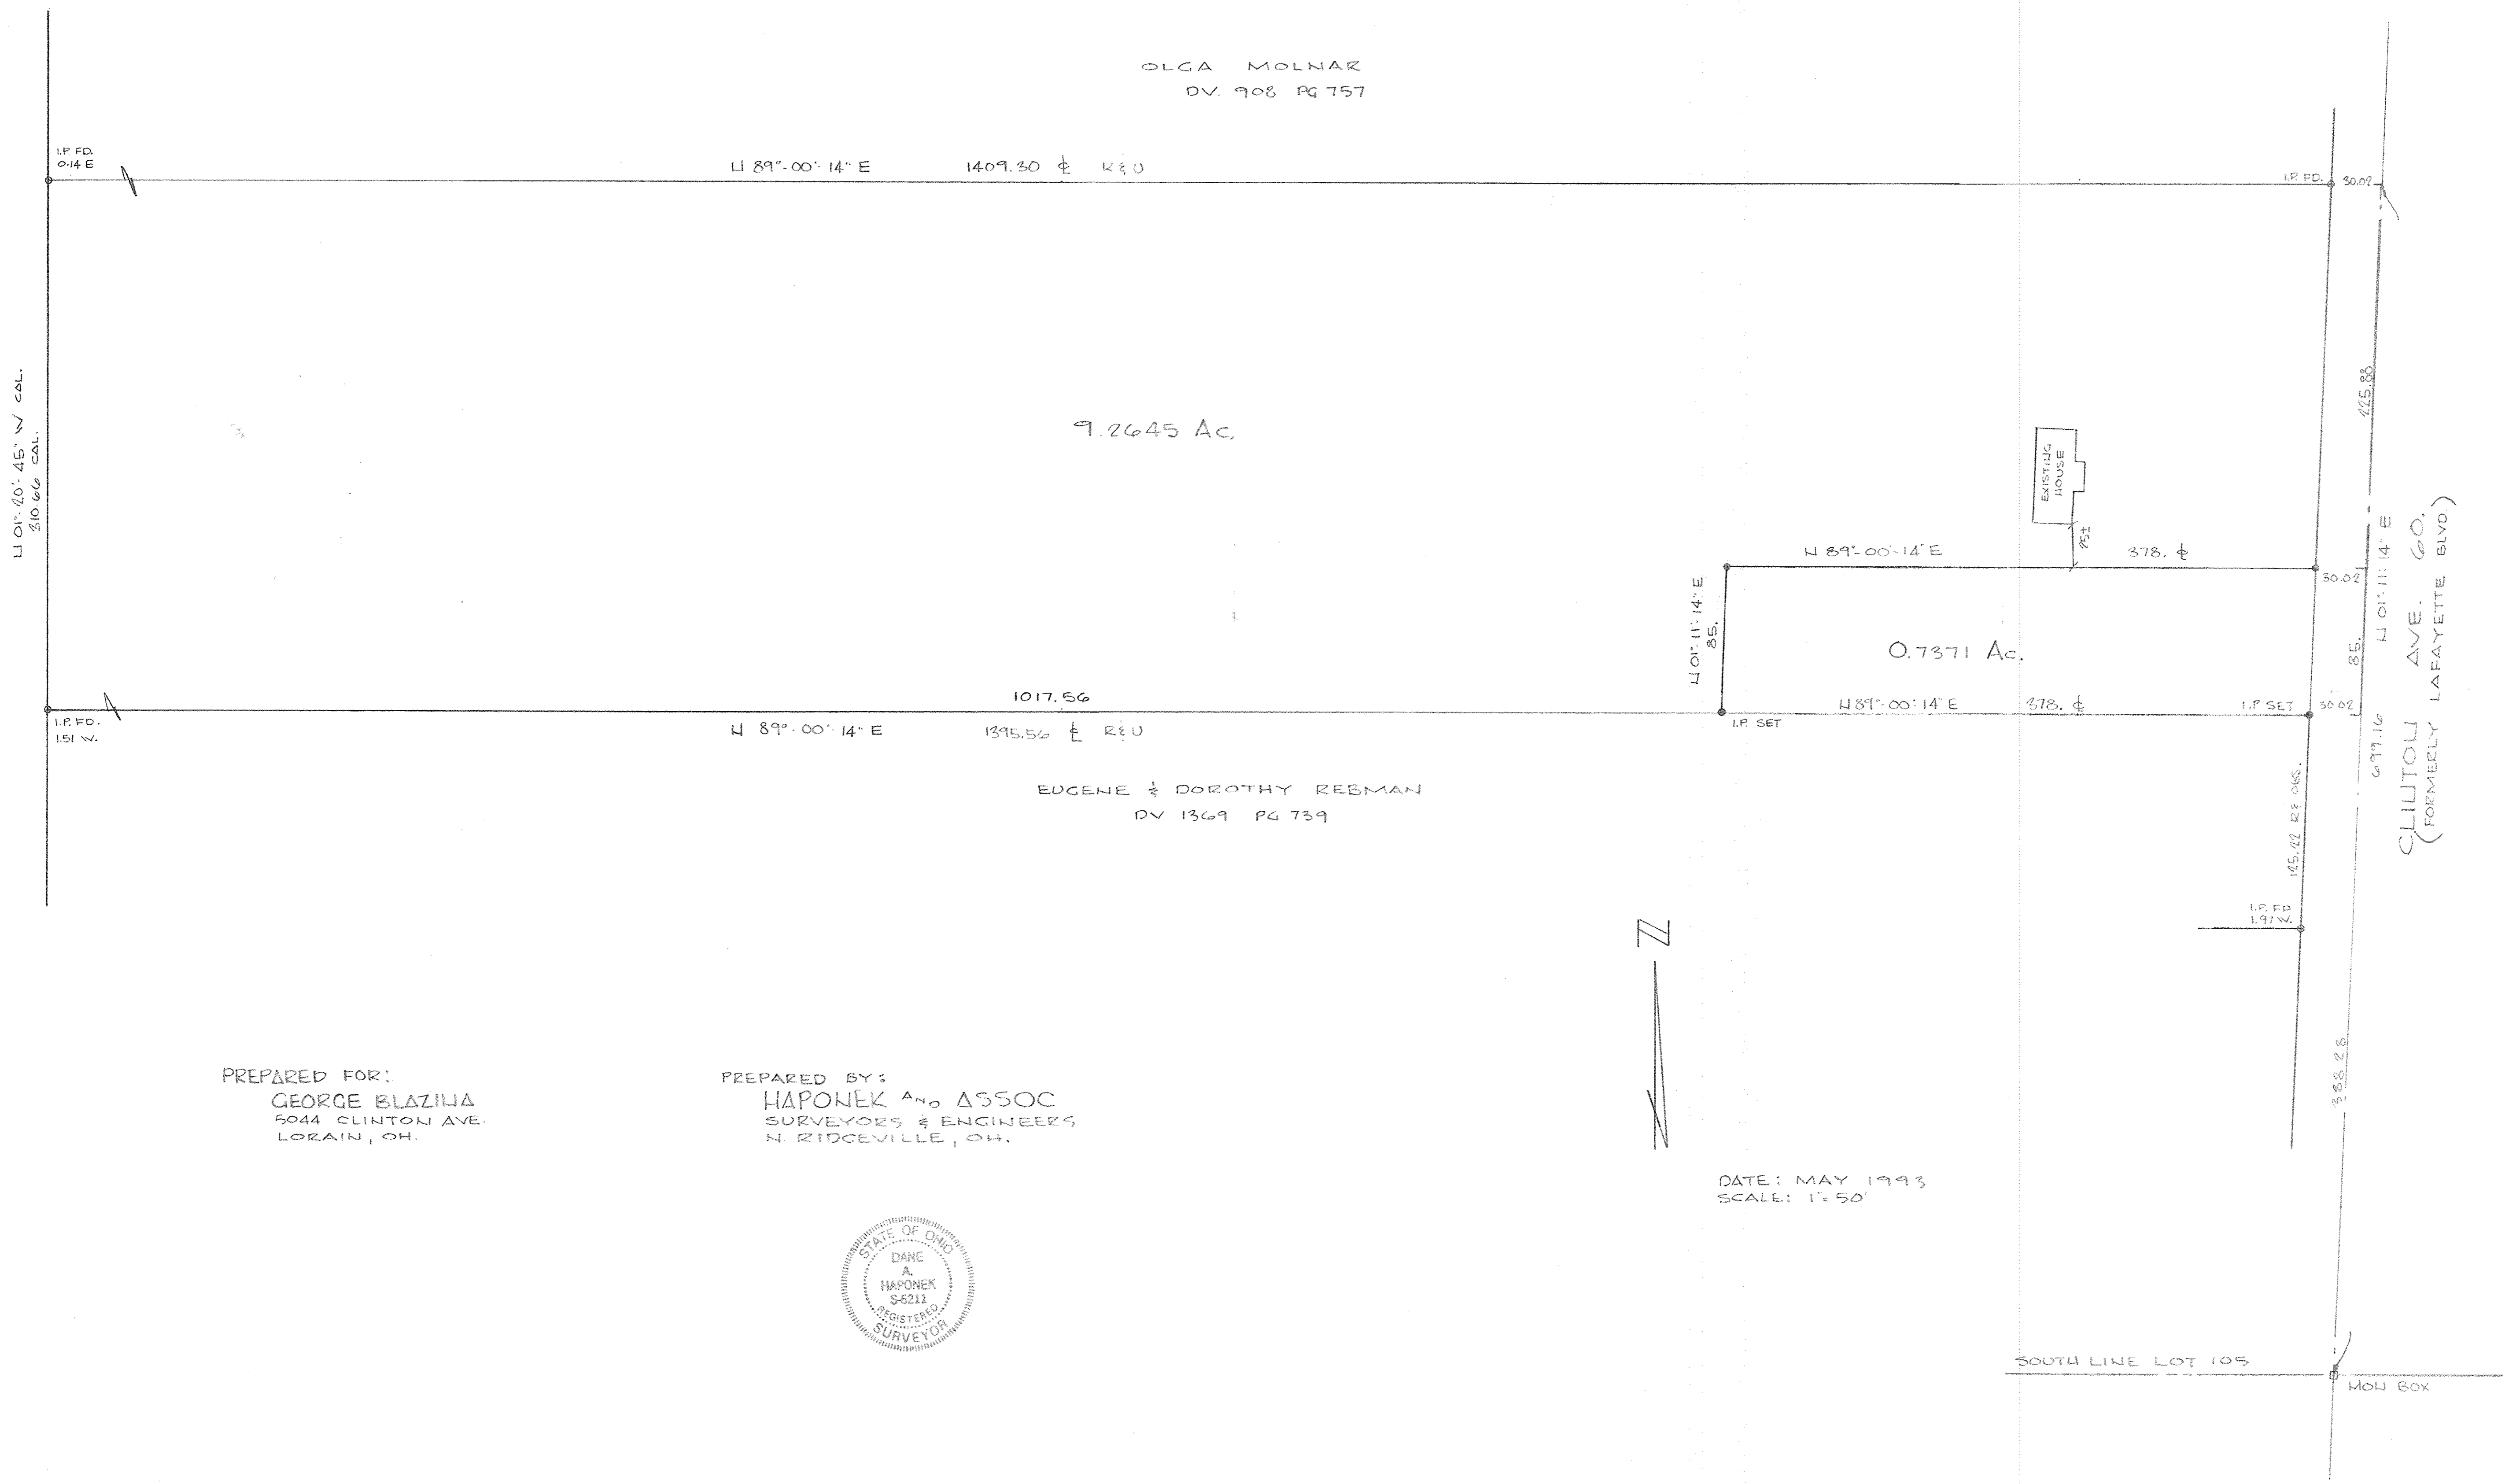 OLGA MOLNAR
DV. 908 PG 757
I.P. FD.
0.14 E
N 89°-00'-14" E 1409.30 ℄ R & U
I.P. FD.
30.02
N 01°-20'-45" W CAL.
310.66 CAL.
9.2645 Ac.
225.88
EXISTING
HOUSE
25±
N 89°-00'-14" E 378. ℄
30.02
N 01°-11'-14" E
85.
0.7371 Ac.
85.
N 01°-11'-14" E
CLINTON AVE. 60.
(FORMERLY LAFAYETTE BLVD.)
1017.56
N 89°-00'-14" E 378. ℄
I.P. SET
30.02
I.P. FD.
1.51 W.
N 89°-00'-14" E 1395.56 ℄ R & U
I.P. SET
699.16
EUGENE & DOROTHY REBMAN
DV 1369 PG 739
125.22 R & OBS.
I.P. FD
1.97 W.
N
388.28
PREPARED FOR:
GEORGE BLAZINA
5044 CLINTON AVE.
LORAIN, OH.
PREPARED BY:
HAPONEK AND ASSOC
SURVEYORS & ENGINEERS
N. RIDGEVILLE, OH.
DATE: MAY 1993
SCALE: 1"= 50'
STATE OF OHIO
DANE
A.
HAPONEK
S-6211
REGISTERED
SURVEYOR
SOUTH LINE LOT 105
MON BOX